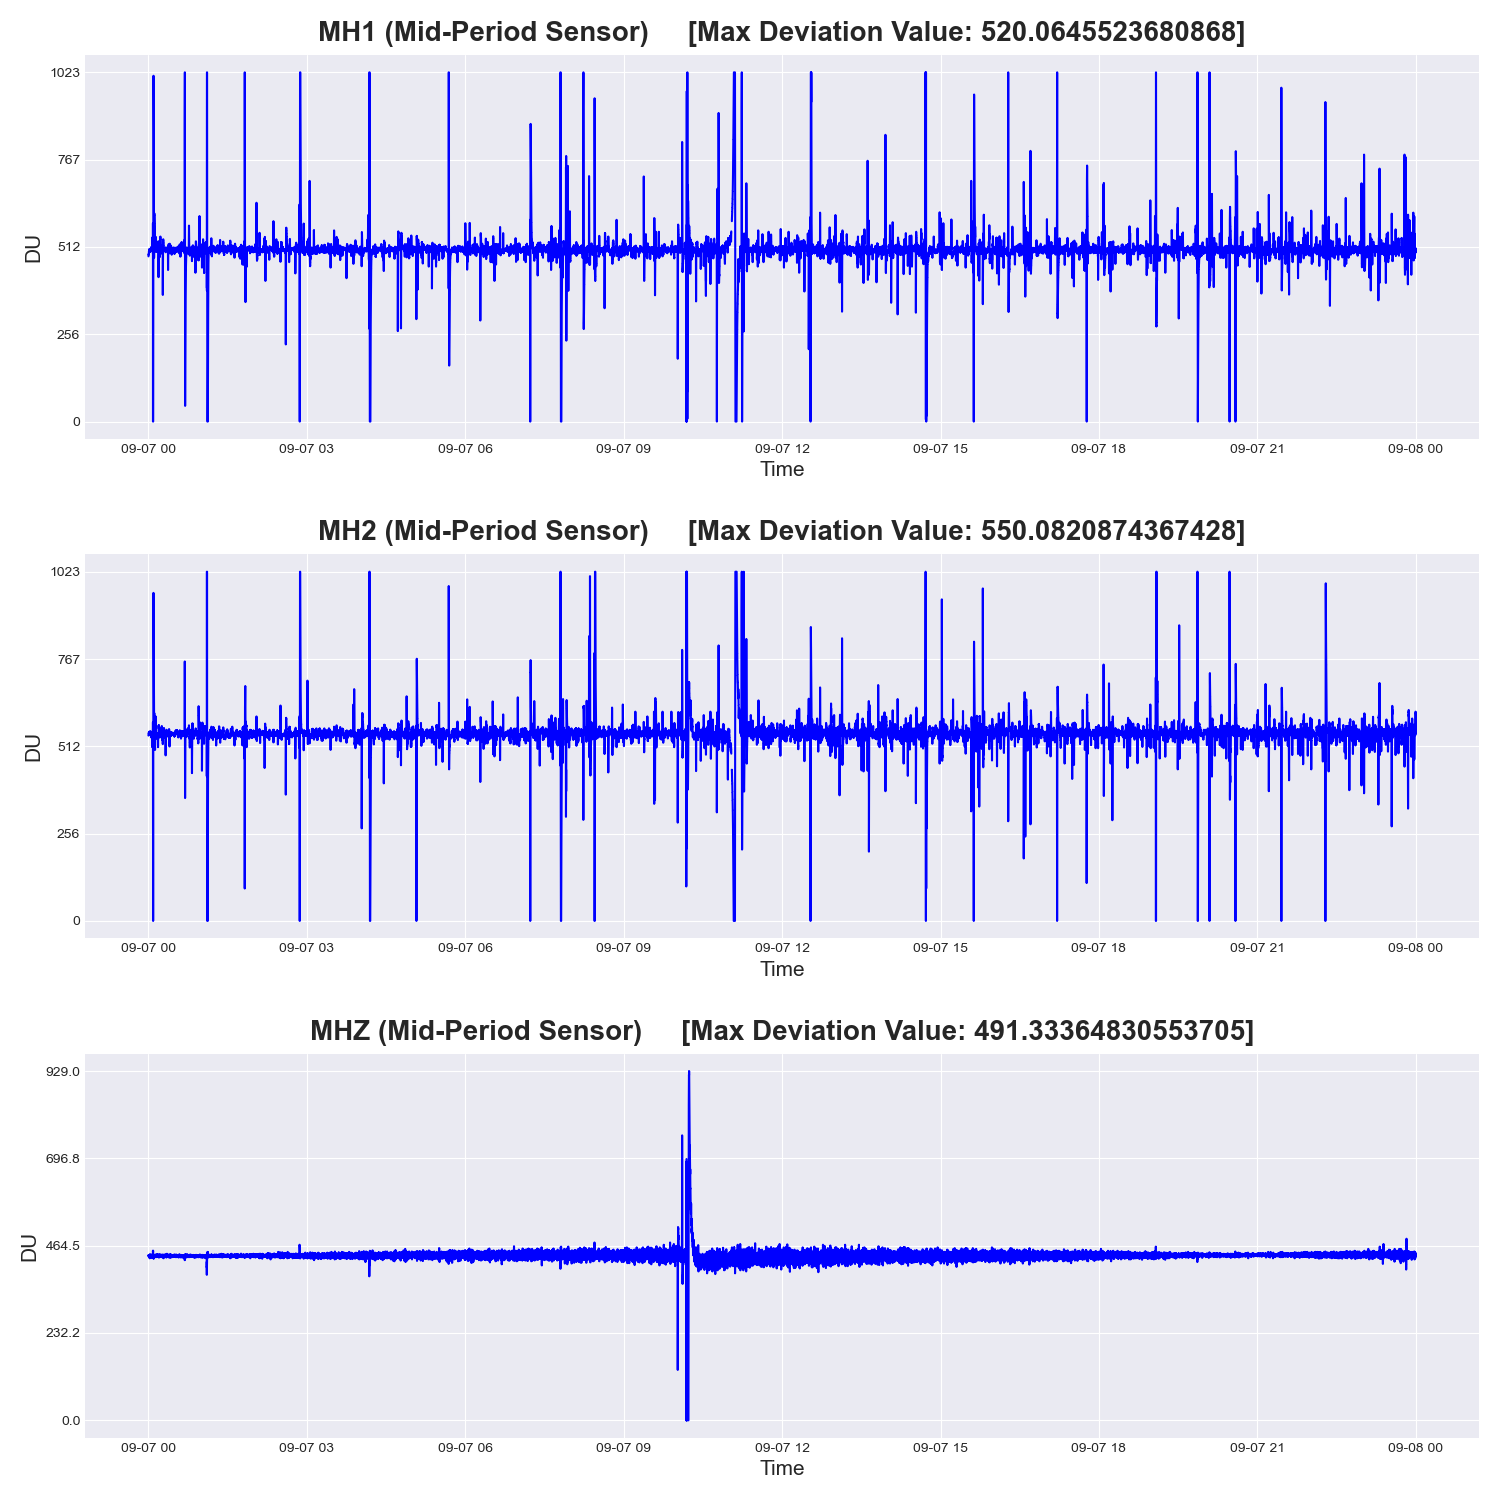 MH1 (Mid-Period Sensor) [Max Deviation Value: 520.0645523680868]
1023
767
512
256
0
DU
09-07 00 09-07 03 09-07 06 09-07 09 09-07 12 09-07 15 09-07 18 09-07 21 09-08 00
Time
MH2 (Mid-Period Sensor) [Max Deviation Value: 550.0820874367428]
1023
767
512
256
0
DU
09-07 00 09-07 03 09-07 06 09-07 09 09-07 12 09-07 15 09-07 18 09-07 21 09-08 00
Time
MHZ (Mid-Period Sensor) [Max Deviation Value: 491.33364830553705]
929.0
696.8
464.5
232.2
0.0
DU
09-07 00 09-07 03 09-07 06 09-07 09 09-07 12 09-07 15 09-07 18 09-07 21 09-08 00
Time